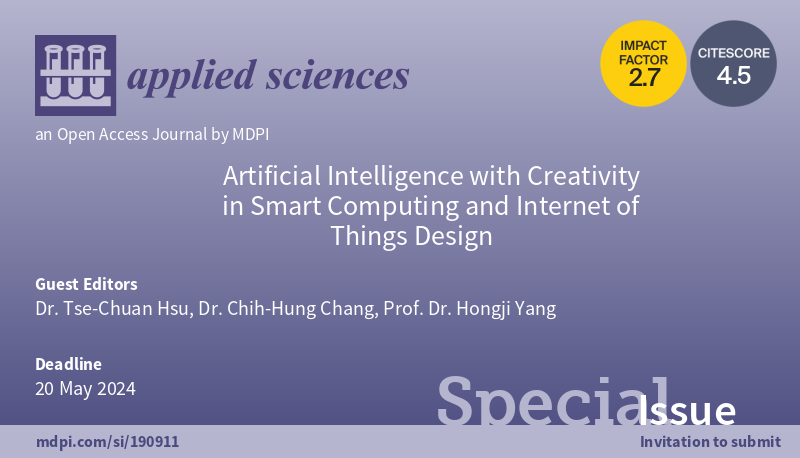 applied sciences
IMPACT
FACTOR
2.7
CITESCORE
4.5
an Open Access Journal by MDPI
Artificial Intelligence with Creativity
in Smart Computing and Internet of
Things Design
Guest Editors
Dr. Tse-Chuan Hsu, Dr. Chih-Hung Chang, Prof. Dr. Hongji Yang
Deadline
20 May 2024
Special Issue
mdpi.com/si/190911
Invitation to submit